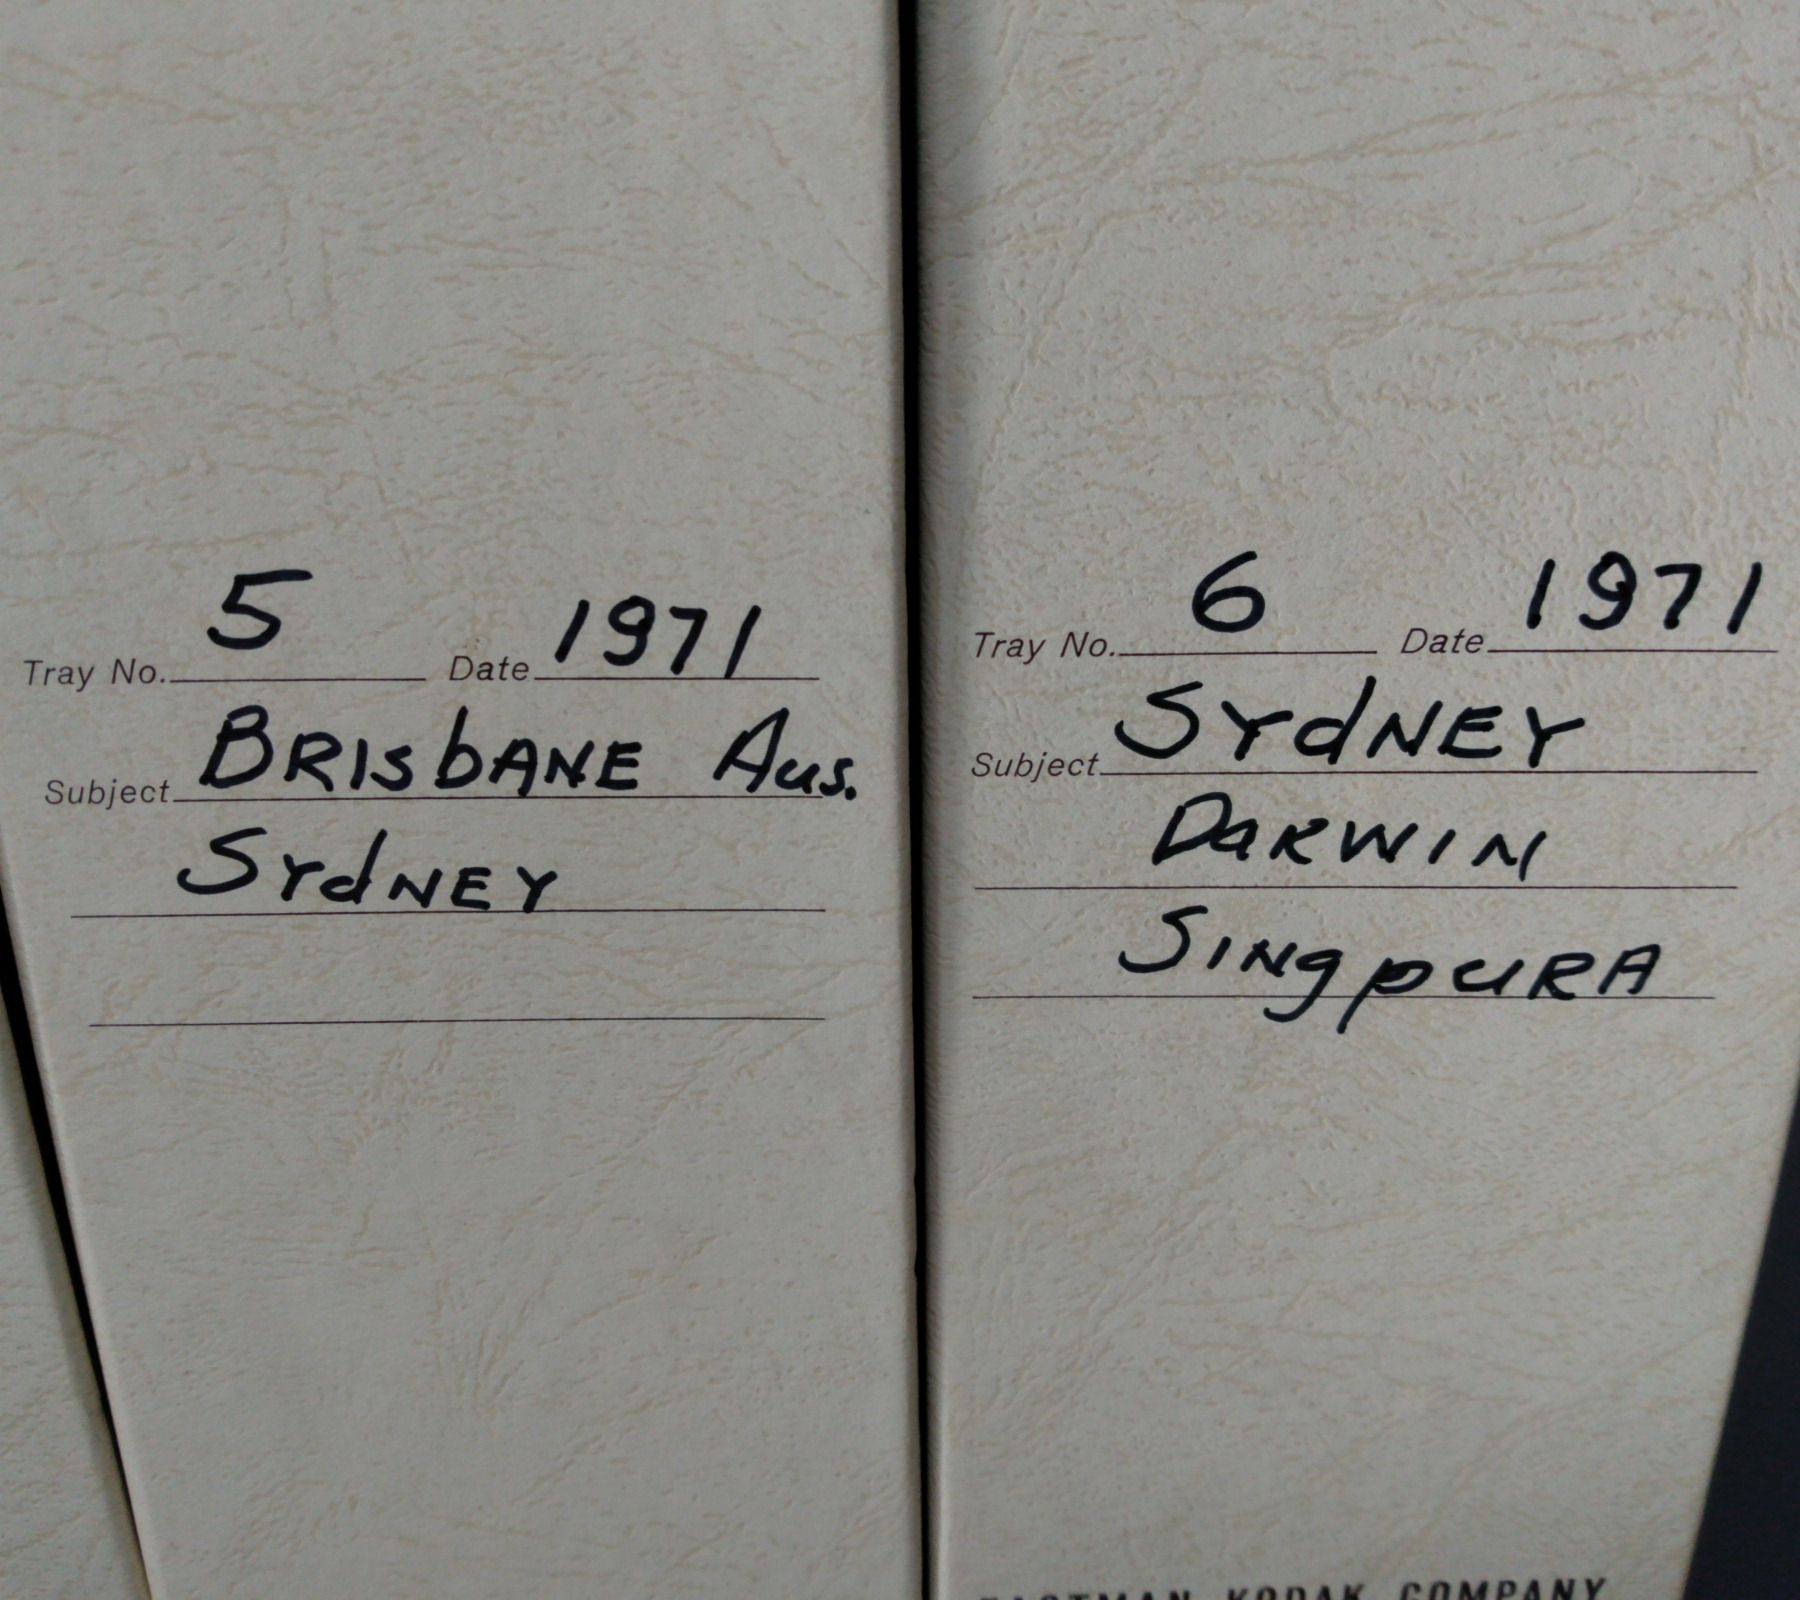 Tray No. 5 Date 1971
Subject BRISbANE Aus.
SYdNEY
Tray No. 6 Date 1971
Subject SYdNEY
DaRWIN
SINgpuRA
EASTMAN KODAK COMPANY